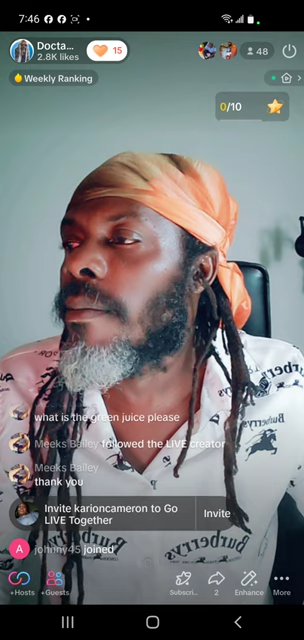 7:46
Docta...
2.8K likes
15
48
Weekly Ranking
0/10
what is the green juice please
Meeks Bailey followed the LIVE creator
Meeks Bailey
thank you
Invite karioncameron to Go
LIVE Together
Invite
johnny45 joined
+Hosts
+Guests
Subscri...
2
Enhance
More
Burberrys
Burberrys
Burberrys